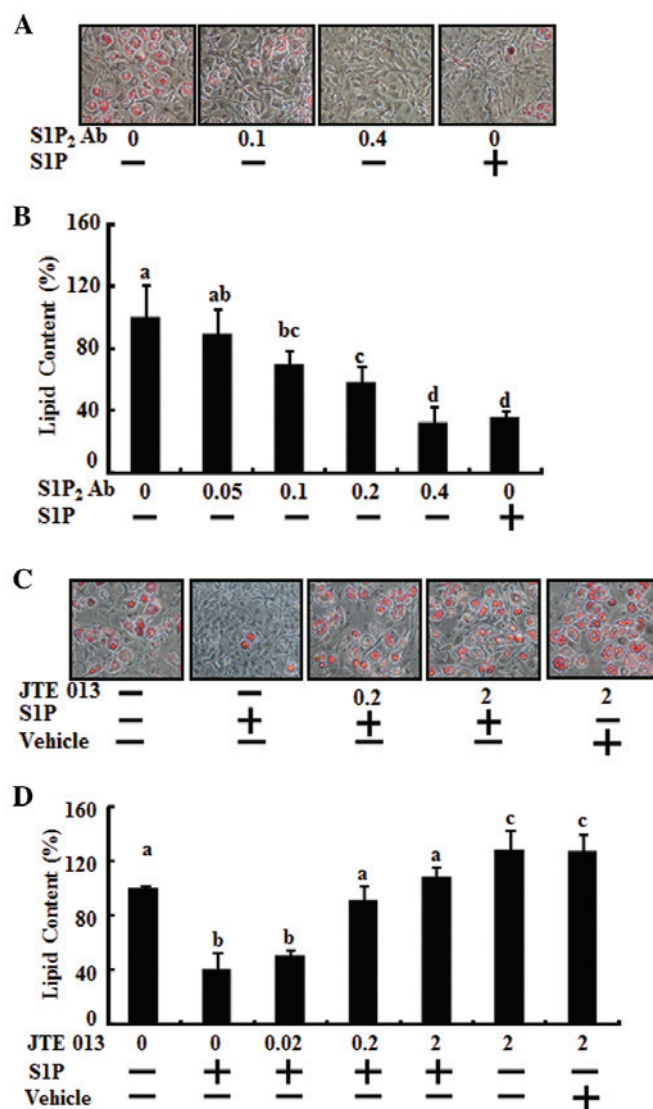 A
S1P₂ Ab 0 0.1 0.4 0
S1P — — — +
B
Lipid Content (%)
160
120
80
40
0
a ab bc c d d
S1P₂ Ab 0 0.05 0.1 0.2 0.4 0
S1P — — — — — +
C
JTE 013 — — 0.2 2 2
S1P — + + + —
Vehicle — — — — +
D
Lipid Content (%)
160
120
80
40
0
a b b a a c c
JTE 013 0 0 0.02 0.2 2 2 2
S1P — + + + + — —
Vehicle — — — — — — +